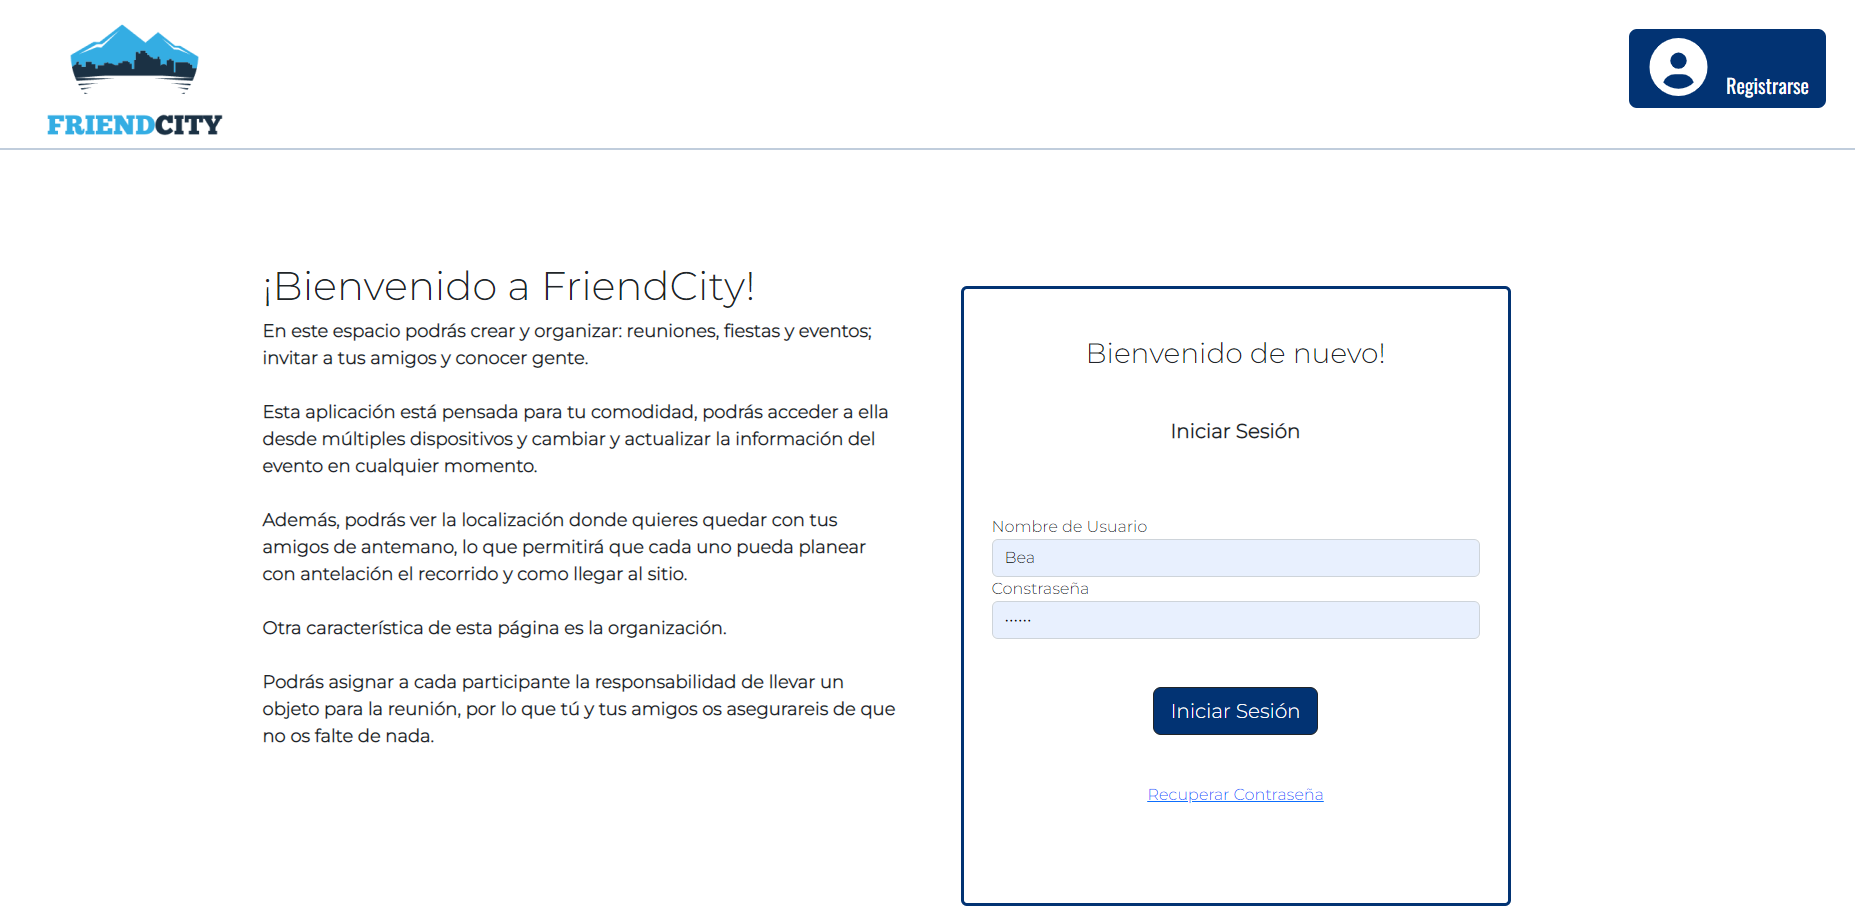 FRIENDCITY
Registrarse
¡Bienvenido a FriendCity!
En este espacio podrás crear y organizar: reuniones, fiestas y eventos;
invitar a tus amigos y conocer gente.
Esta aplicación está pensada para tu comodidad, podrás acceder a ella
desde múltiples dispositivos y cambiar y actualizar la información del
evento en cualquier momento.
Además, podrás ver la localización donde quieres quedar con tus
amigos de antemano, lo que permitirá que cada uno pueda planear
con antelación el recorrido y como llegar al sitio.
Otra característica de esta página es la organización.
Podrás asignar a cada participante la responsabilidad de llevar un
objeto para la reunión, por lo que tú y tus amigos os asegurareis de que
no os falte de nada.
Bienvenido de nuevo!
Iniciar Sesión
Nombre de Usuario
Bea
Constraseña
······
Iniciar Sesión
Recuperar Contraseña